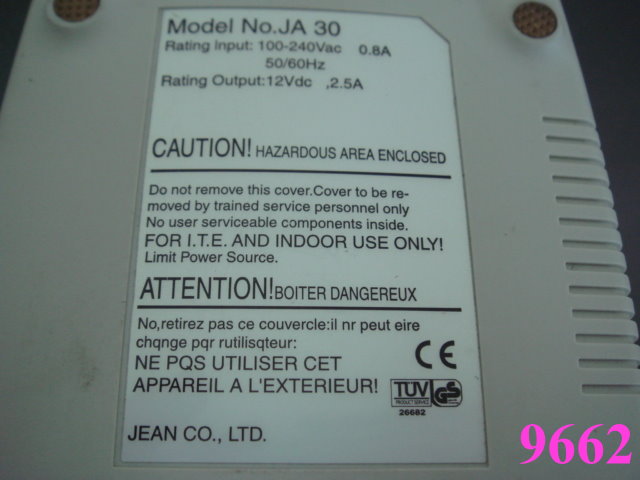 Model No.JA 30
Rating Input: 100-240Vac 0.8A
50/60Hz
Rating Output:12Vdc ,2.5A
CAUTION! HAZARDOUS AREA ENCLOSED
Do not remove this cover.Cover to be re-
moved by trained service personnel only
No user serviceable components inside.
FOR I.T.E. AND INDOOR USE ONLY!
Limit Power Source.
ATTENTION!BOITER DANGEREUX
No,retirez pas ce couvercle:il nr peut eire
chqnge pqr rutilisqteur:
NE PQS UTILISER CET
APPAREIL A L'EXTERIEUR!
CE
TÜV GS
PRODUCT SERVICE
26682
JEAN CO., LTD.
9662